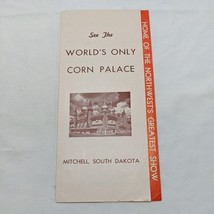 See The
WORLD'S ONLY
CORN PALACE
MITCHELL, SOUTH DAKOTA
HOME OF THE NORTHWEST'S GREATEST SHOW